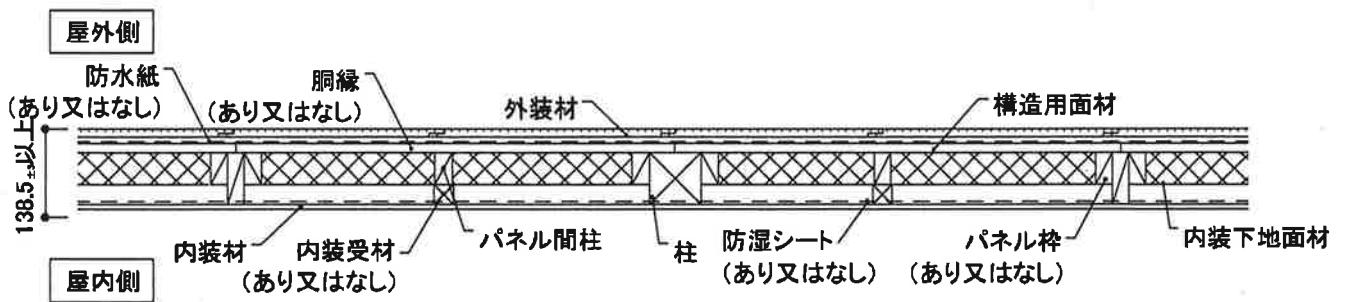 屋外側
防水紙
(あり又はなし)
胴縁
(あり又はなし)
外装材
構造用面材
138.5±3以上
内装材
内装受材
(あり又はなし)
パネル間柱
柱
防湿シート
(あり又はなし)
パネル枠
(あり又はなし)
内装下地面材
屋内側